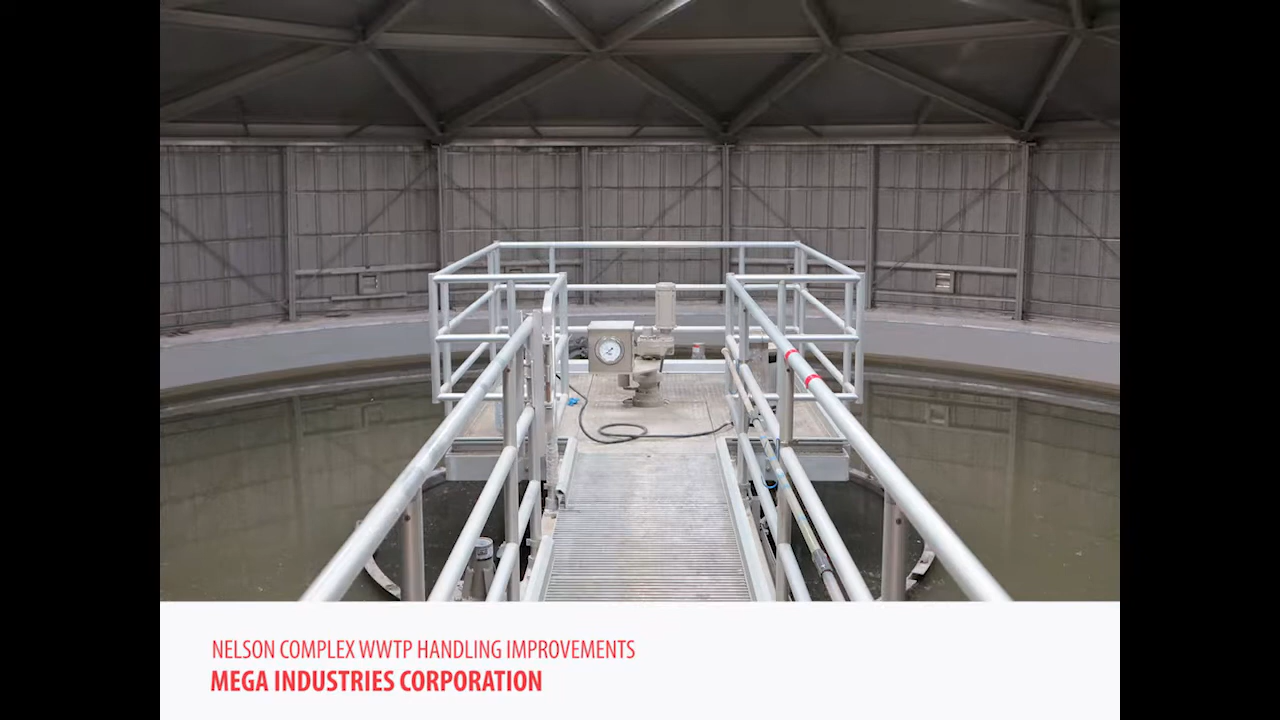 NELSON COMPLEX WWTP HANDLING IMPROVEMENTS
MEGA INDUSTRIES CORPORATION